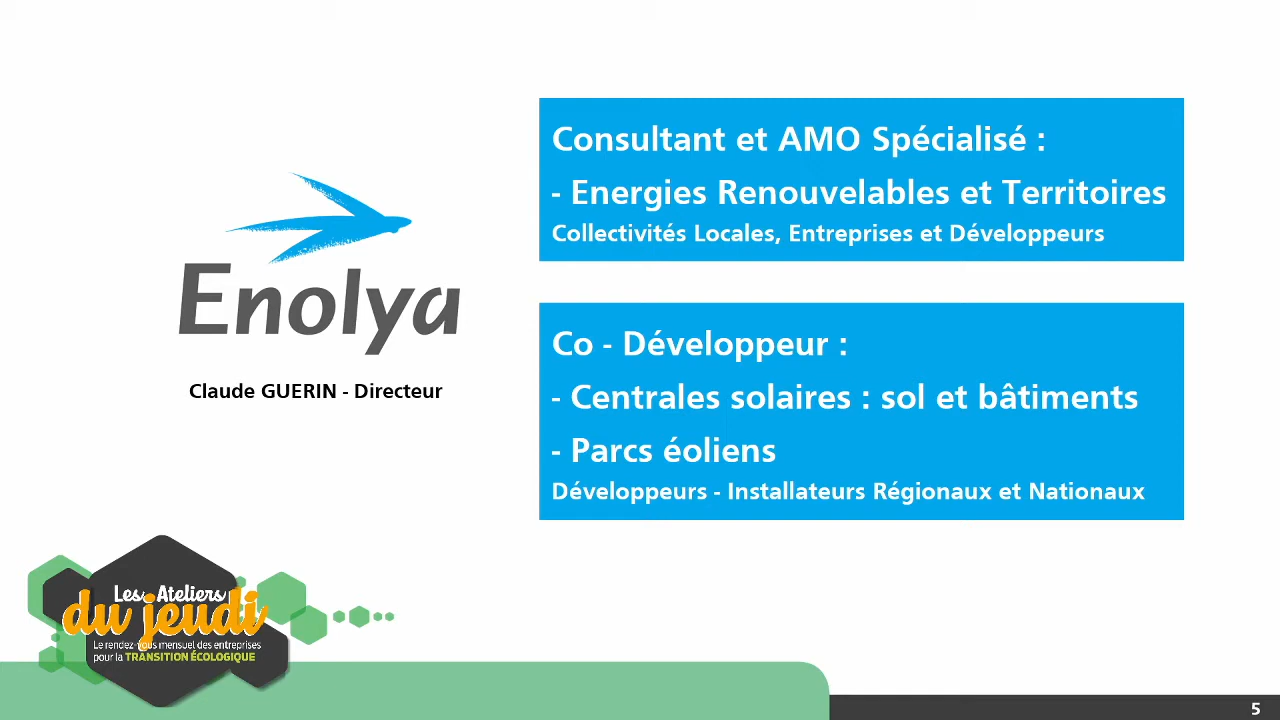 Enolya
Claude GUERIN - Directeur
Consultant et AMO Spécialisé :
- Energies Renouvelables et Territoires
Collectivités Locales, Entreprises et Développeurs
Co - Développeur :
- Centrales solaires : sol et bâtiments
- Parcs éoliens
Développeurs - Installateurs Régionaux et Nationaux
Les Ateliers
du jeudi
Le rendez-vous mensuel des entreprises
pour la TRANSITION ÉCOLOGIQUE
5